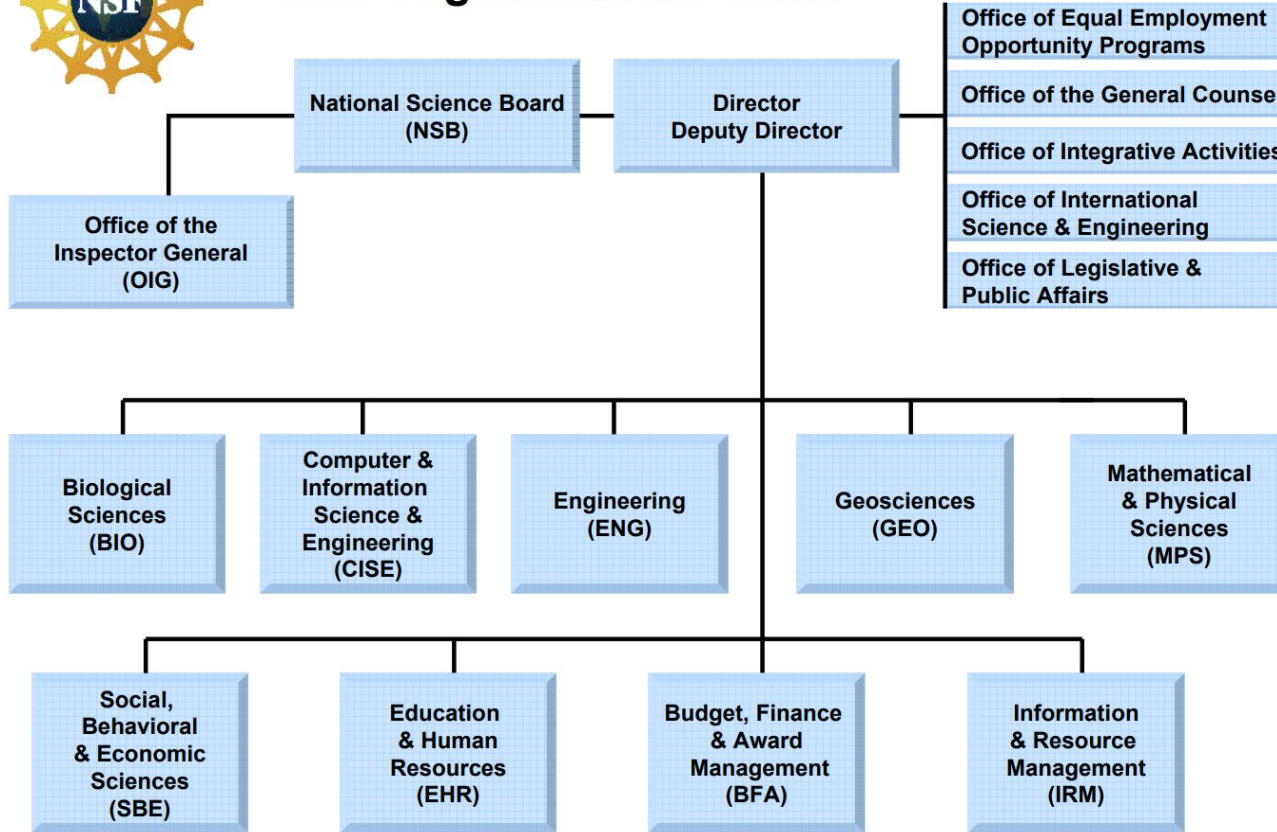 NSF
Office of Equal Employment
Opportunity Programs
National Science Board
(NSB)
Director
Deputy Director
Office of the General
Office of Integrative Activities
Office of International
Science & Engineering
Office of Legislative &
Public Affairs
Office of the
Inspector General
(OIG)
Biological
Sciences
(BIO)
Computer &
Information
Science &
Engineering
(CISE)
Engineering
(ENG)
Geosciences
(GEO)
Mathematical
& Physical
Sciences
(MPS)
Social,
Behavioral
& Economic
Sciences
(SBE)
Education
& Human
Resources
(EHR)
Budget, Finance
& Award
Management
(BFA)
Information
& Resource
Management
(IRM)